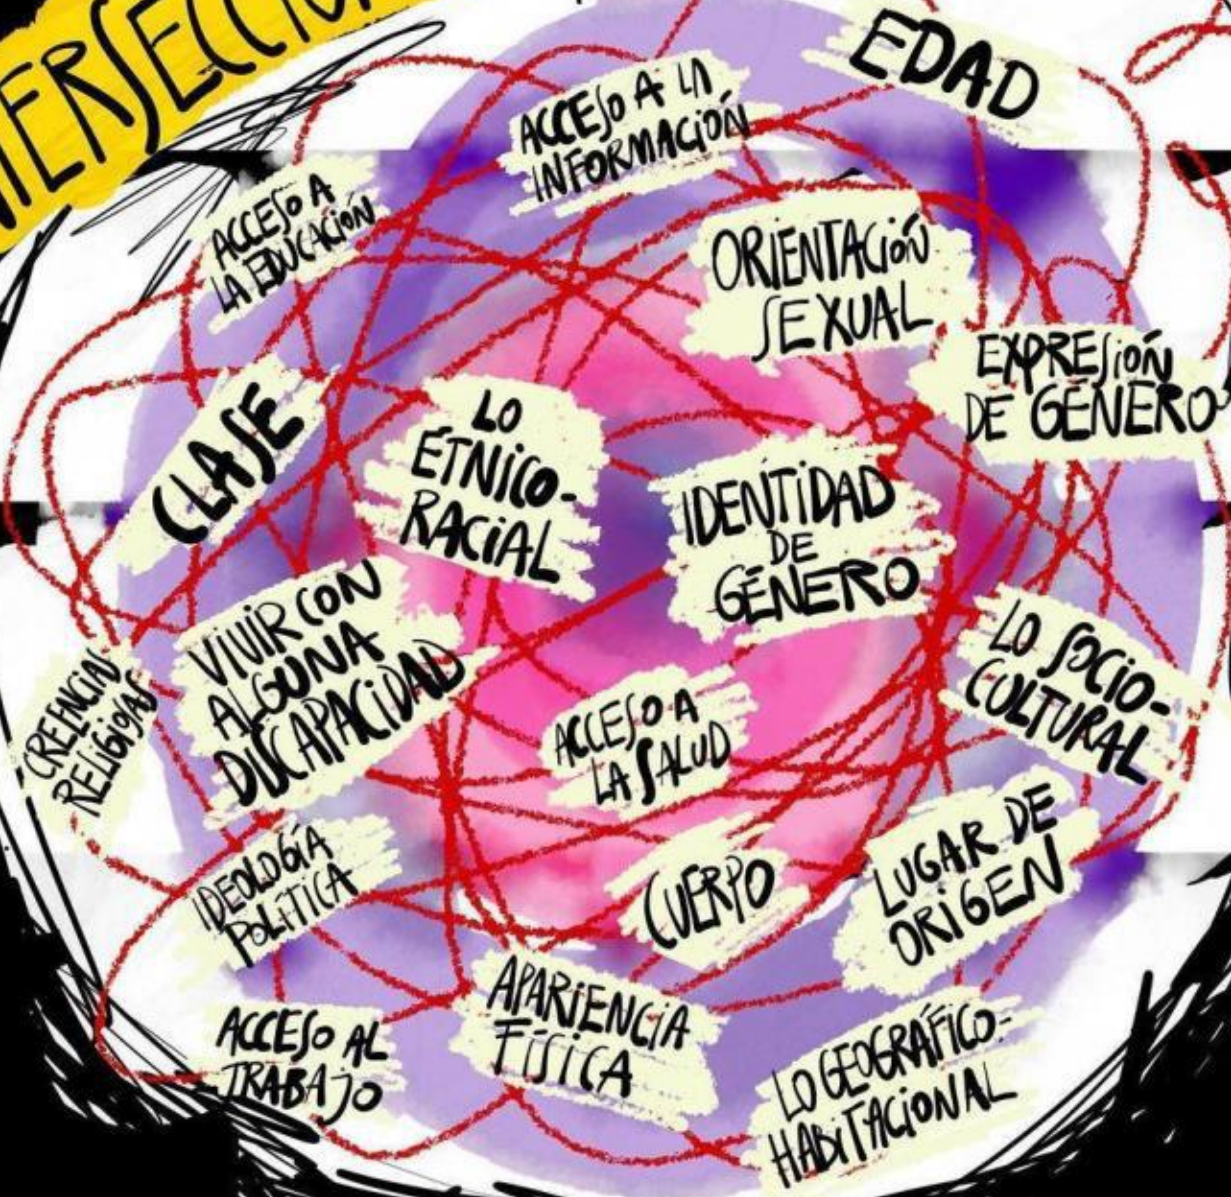 EDAD
ACCESO A LA
INFORMACIÓN
ACCESO A
LA EDUCACIÓN
ORIENTACIÓN
SEXUAL
EXPRESIÓN
DE GÉNERO
CLASE
LO
ÉTNICO-
RACIAL
IDENTIDAD
DE
GÉNERO
VIVIR CON
ALGUNA
DISCAPACIDAD
LO SOCIO-
CULTURAL
CREENCIAS
RELIGIOSAS
ACCESO A
LA SALUD
IDEOLOGÍA
POLÍTICA
CUERPO
LUGAR DE
ORIGEN
APARIENCIA
FÍSICA
ACCESO AL
TRABAJO
LO GEOGRÁFICO-
HABITACIONAL